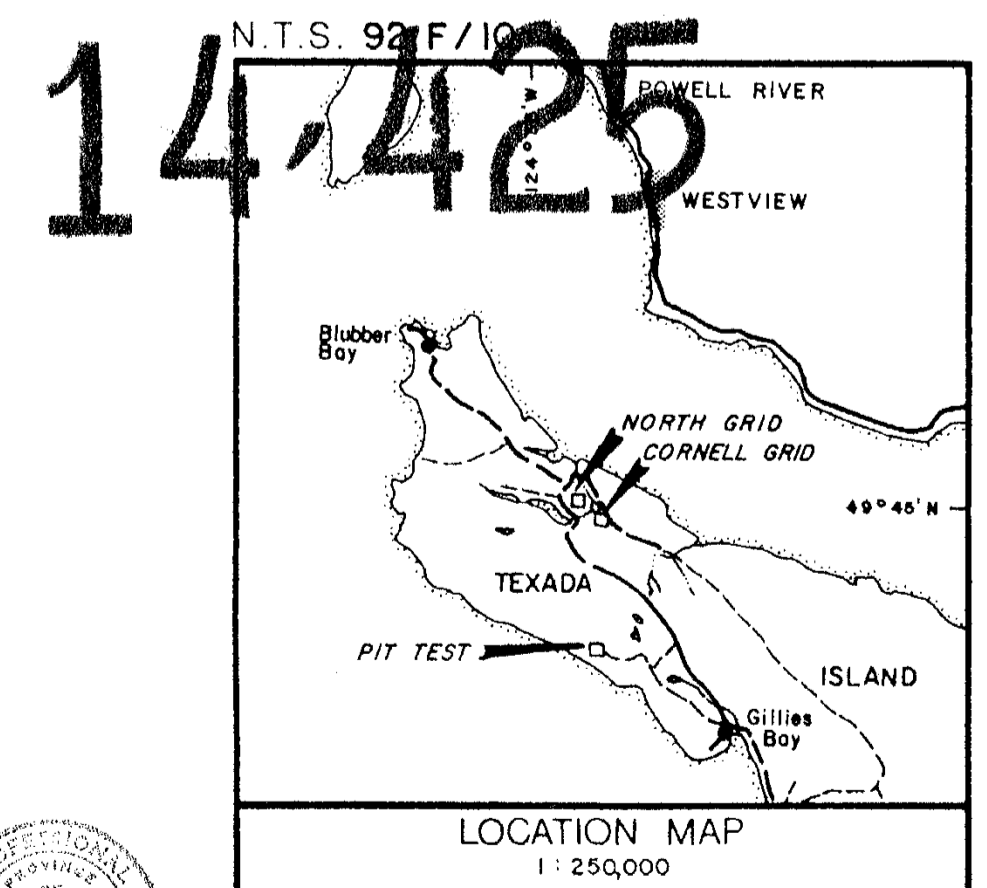 N.T.S. 92 F/10
14,425
POWELL RIVER
WESTVIEW
Blubber
Bay
NORTH GRID
CORNELL GRID
49°45' N
TEXADA
PIT TEST
ISLAND
Gillies
Bay
LOCATION MAP
1 : 250,000
PROVINCE